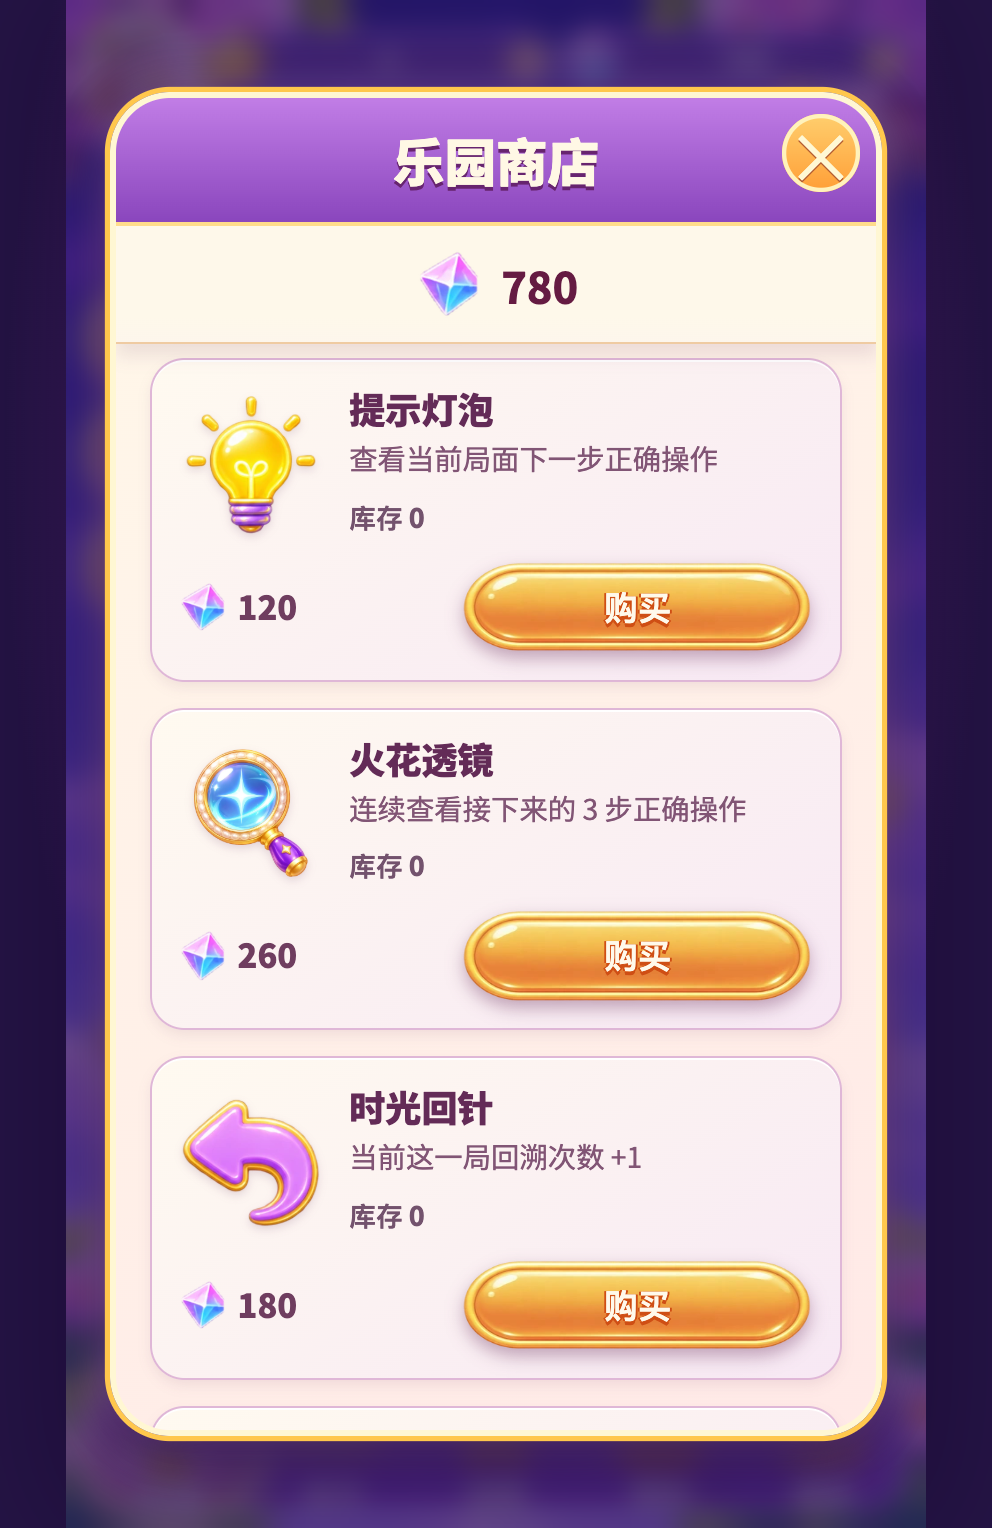 乐园商店
780
提示灯泡
查看当前局面下一步正确操作
库存 0
120
购买
火花透镜
连续查看接下来的 3 步正确操作
库存 0
260
购买
时光回针
当前这一局回溯次数 +1
库存 0
180
购买